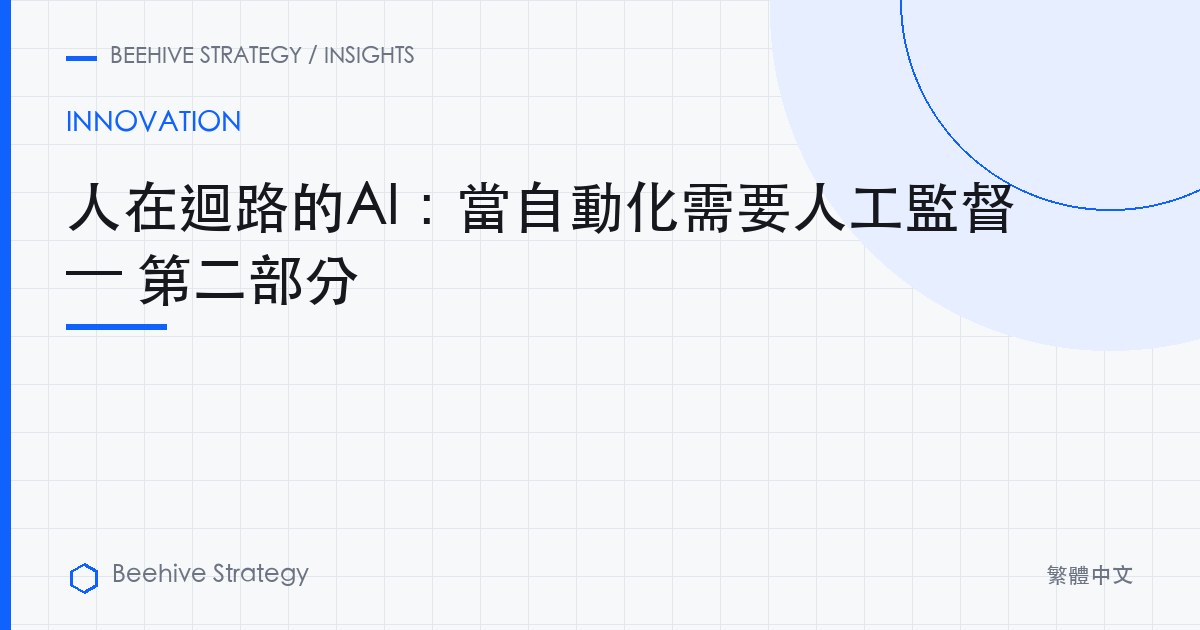 BEEHIVE STRATEGY / INSIGHTS
INNOVATION
人在迴路的AI：當自動化需要人工監督
— 第二部分
Beehive Strategy
繁體中文